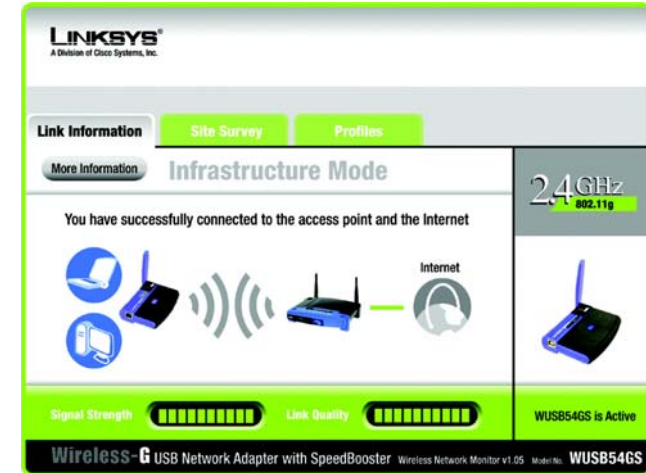 LINKSYS®
A Division of Cisco Systems, Inc.
Link Information
Site Survey
Profiles
More Information
Infrastructure Mode
2.4GHz
802.11g
You have successfully connected to the access point and the Internet
Internet
Signal Strength
Link Quality
WUSB54GS is Active
Wireless-G USB Network Adapter with SpeedBooster Wireless Network Monitor v1.05 Model No. WUSB54GS